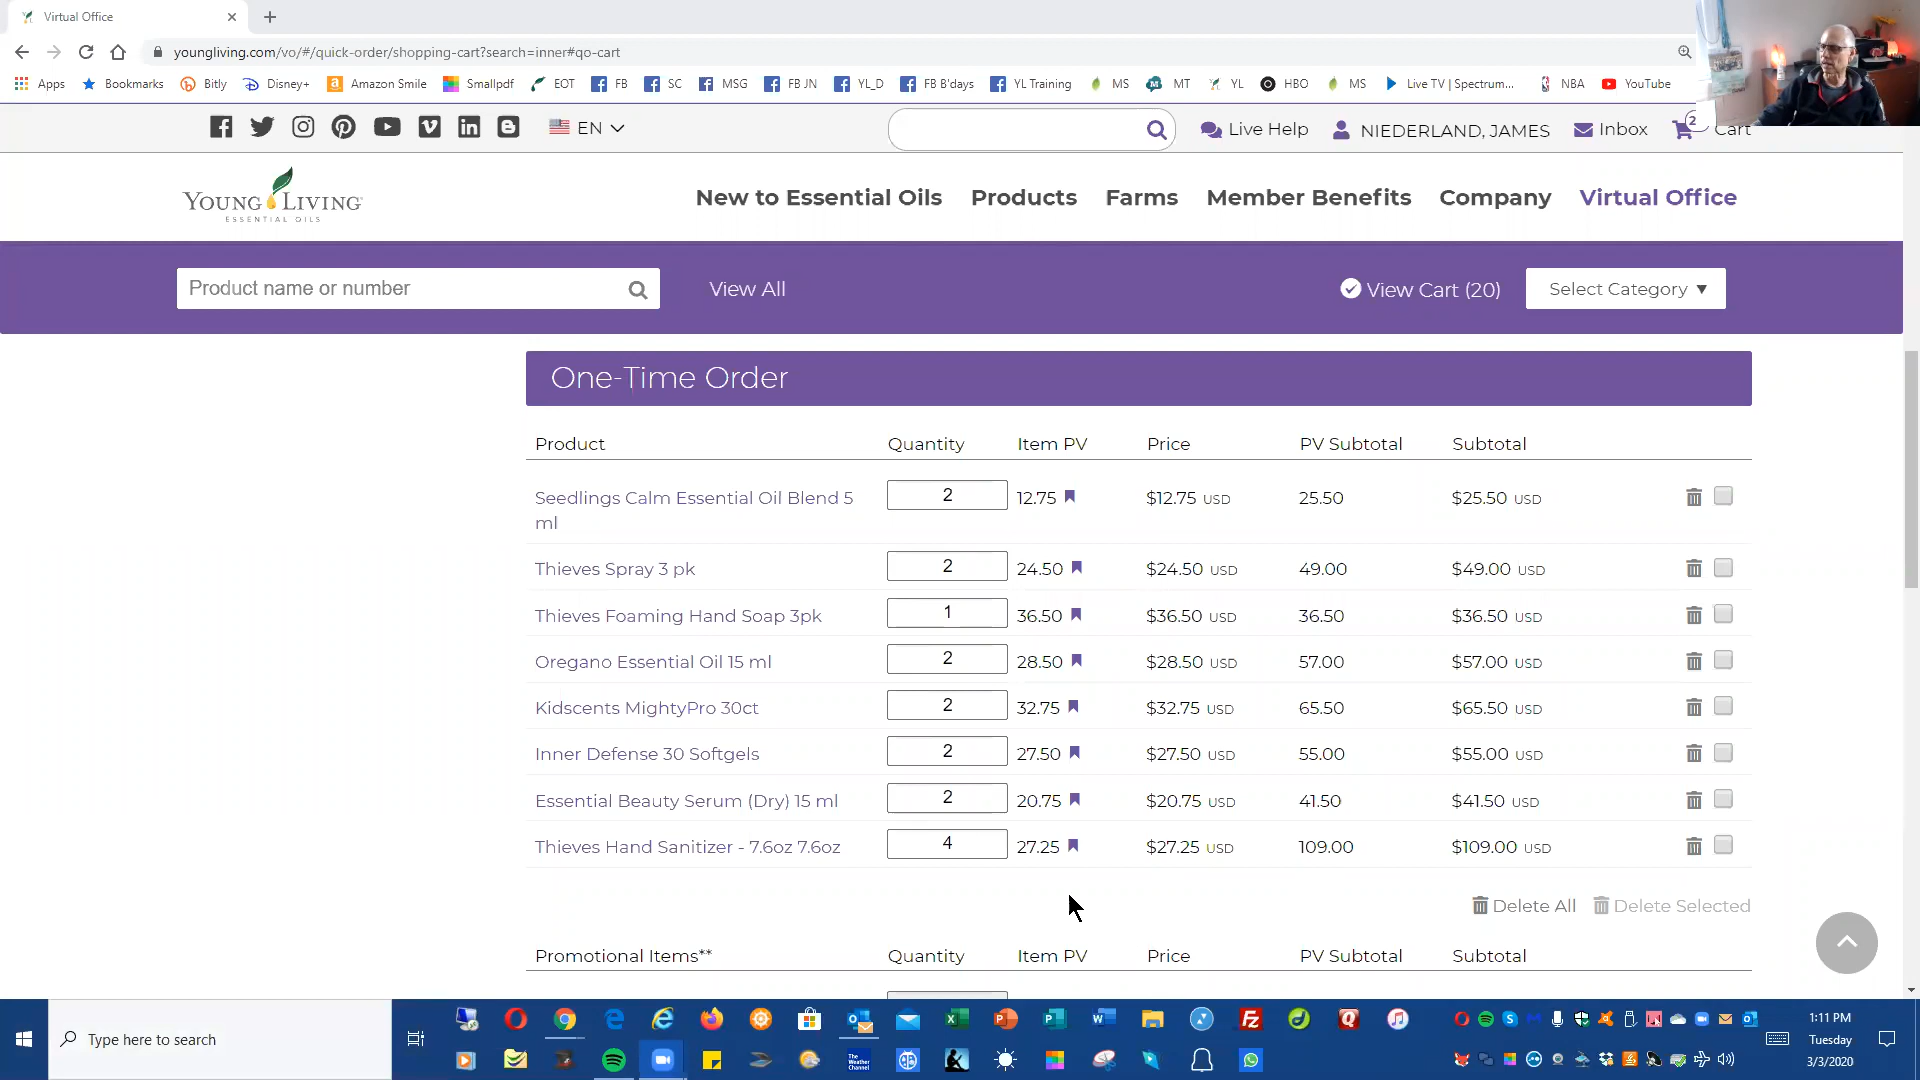 Virtual Office
youngliving.com/vo/#/quick-order/shopping-cart?search=inner#qo-cart
Apps Bookmarks Bitly Disney+ Amazon Smile Smallpdf EOT FB SC MSG FB JN YL_D FB B'days YL Training MS MT YL HBO MS Live TV | Spectrum... NBA YouTube
EN Live Help NIEDERLAND, JAMES Inbox 2 Cart
YOUNG LIVING
ESSENTIAL OILS
New to Essential Oils Products Farms Member Benefits Company Virtual Office
Product name or number View All View Cart (20) Select Category
One-Time Order
Product Quantity Item PV Price PV Subtotal Subtotal
Seedlings Calm Essential Oil Blend 5 2 12.75 $12.75 USD 25.50 $25.50 USD
ml
Thieves Spray 3 pk 2 24.50 $24.50 USD 49.00 $49.00 USD
Thieves Foaming Hand Soap 3pk 1 36.50 $36.50 USD 36.50 $36.50 USD
Oregano Essential Oil 15 ml 2 28.50 $28.50 USD 57.00 $57.00 USD
Kidscents MightyPro 30ct 2 32.75 $32.75 USD 65.50 $65.50 USD
Inner Defense 30 Softgels 2 27.50 $27.50 USD 55.00 $55.00 USD
Essential Beauty Serum (Dry) 15 ml 2 20.75 $20.75 USD 41.50 $41.50 USD
Thieves Hand Sanitizer - 7.6oz 7.6oz 4 27.25 $27.25 USD 109.00 $109.00 USD
Delete All Delete Selected
Promotional Items** Quantity Item PV Price PV Subtotal Subtotal
Type here to search
1:11 PM
Tuesday
3/3/2020